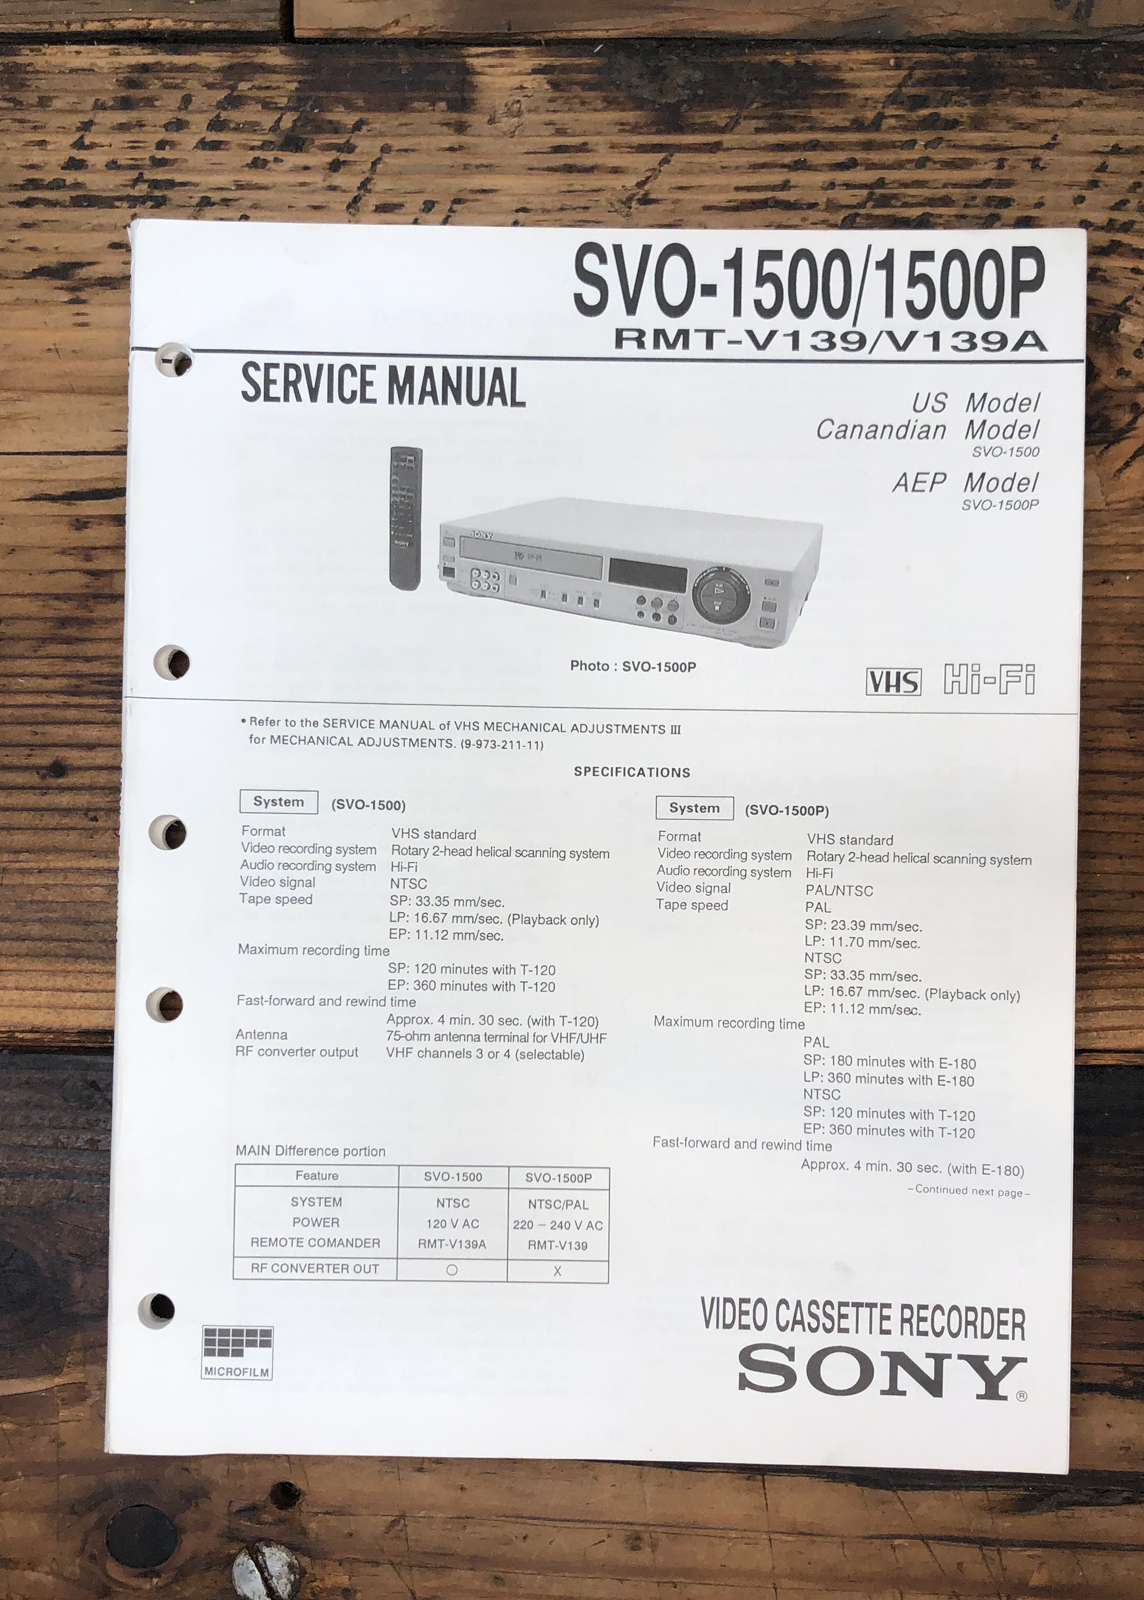 SVO-1500/1500P
RMT-V139/V139A
SERVICE MANUAL
US Model
Canandian Model
SVO-1500
AEP Model
SVO-1500P
SONY
Photo : SVO-1500P
VHS Hi-Fi
• Refer to the SERVICE MANUAL of VHS MECHANICAL ADJUSTMENTS III
for MECHANICAL ADJUSTMENTS. (9-973-211-11)
SPECIFICATIONS
System (SVO-1500)
Format VHS standard
Video recording system Rotary 2-head helical scanning system
Audio recording system Hi-Fi
Video signal NTSC
Tape speed SP: 33.35 mm/sec.
LP: 16.67 mm/sec. (Playback only)
EP: 11.12 mm/sec.
Maximum recording time
SP: 120 minutes with T-120
EP: 360 minutes with T-120
Fast-forward and rewind time
Approx. 4 min. 30 sec. (with T-120)
Antenna 75-ohm antenna terminal for VHF/UHF
RF converter output VHF channels 3 or 4 (selectable)
System (SVO-1500P)
Format VHS standard
Video recording system Rotary 2-head helical scanning system
Audio recording system Hi-Fi
Video signal PAL/NTSC
Tape speed PAL
SP: 23.39 mm/sec.
LP: 11.70 mm/sec.
NTSC
SP: 33.35 mm/sec.
LP: 16.67 mm/sec. (Playback only)
EP: 11.12 mm/sec.
Maximum recording time
PAL
SP: 180 minutes with E-180
LP: 360 minutes with E-180
NTSC
SP: 120 minutes with T-120
EP: 360 minutes with T-120
Fast-forward and rewind time
Approx. 4 min. 30 sec. (with E-180)
– Continued next page –
MAIN Difference portion
Feature SVO-1500 SVO-1500P
SYSTEM NTSC NTSC/PAL
POWER 120 V AC 220 – 240 V AC
REMOTE COMANDER RMT-V139A RMT-V139
RF CONVERTER OUT ○ X
MICROFILM
VIDEO CASSETTE RECORDER
SONY®